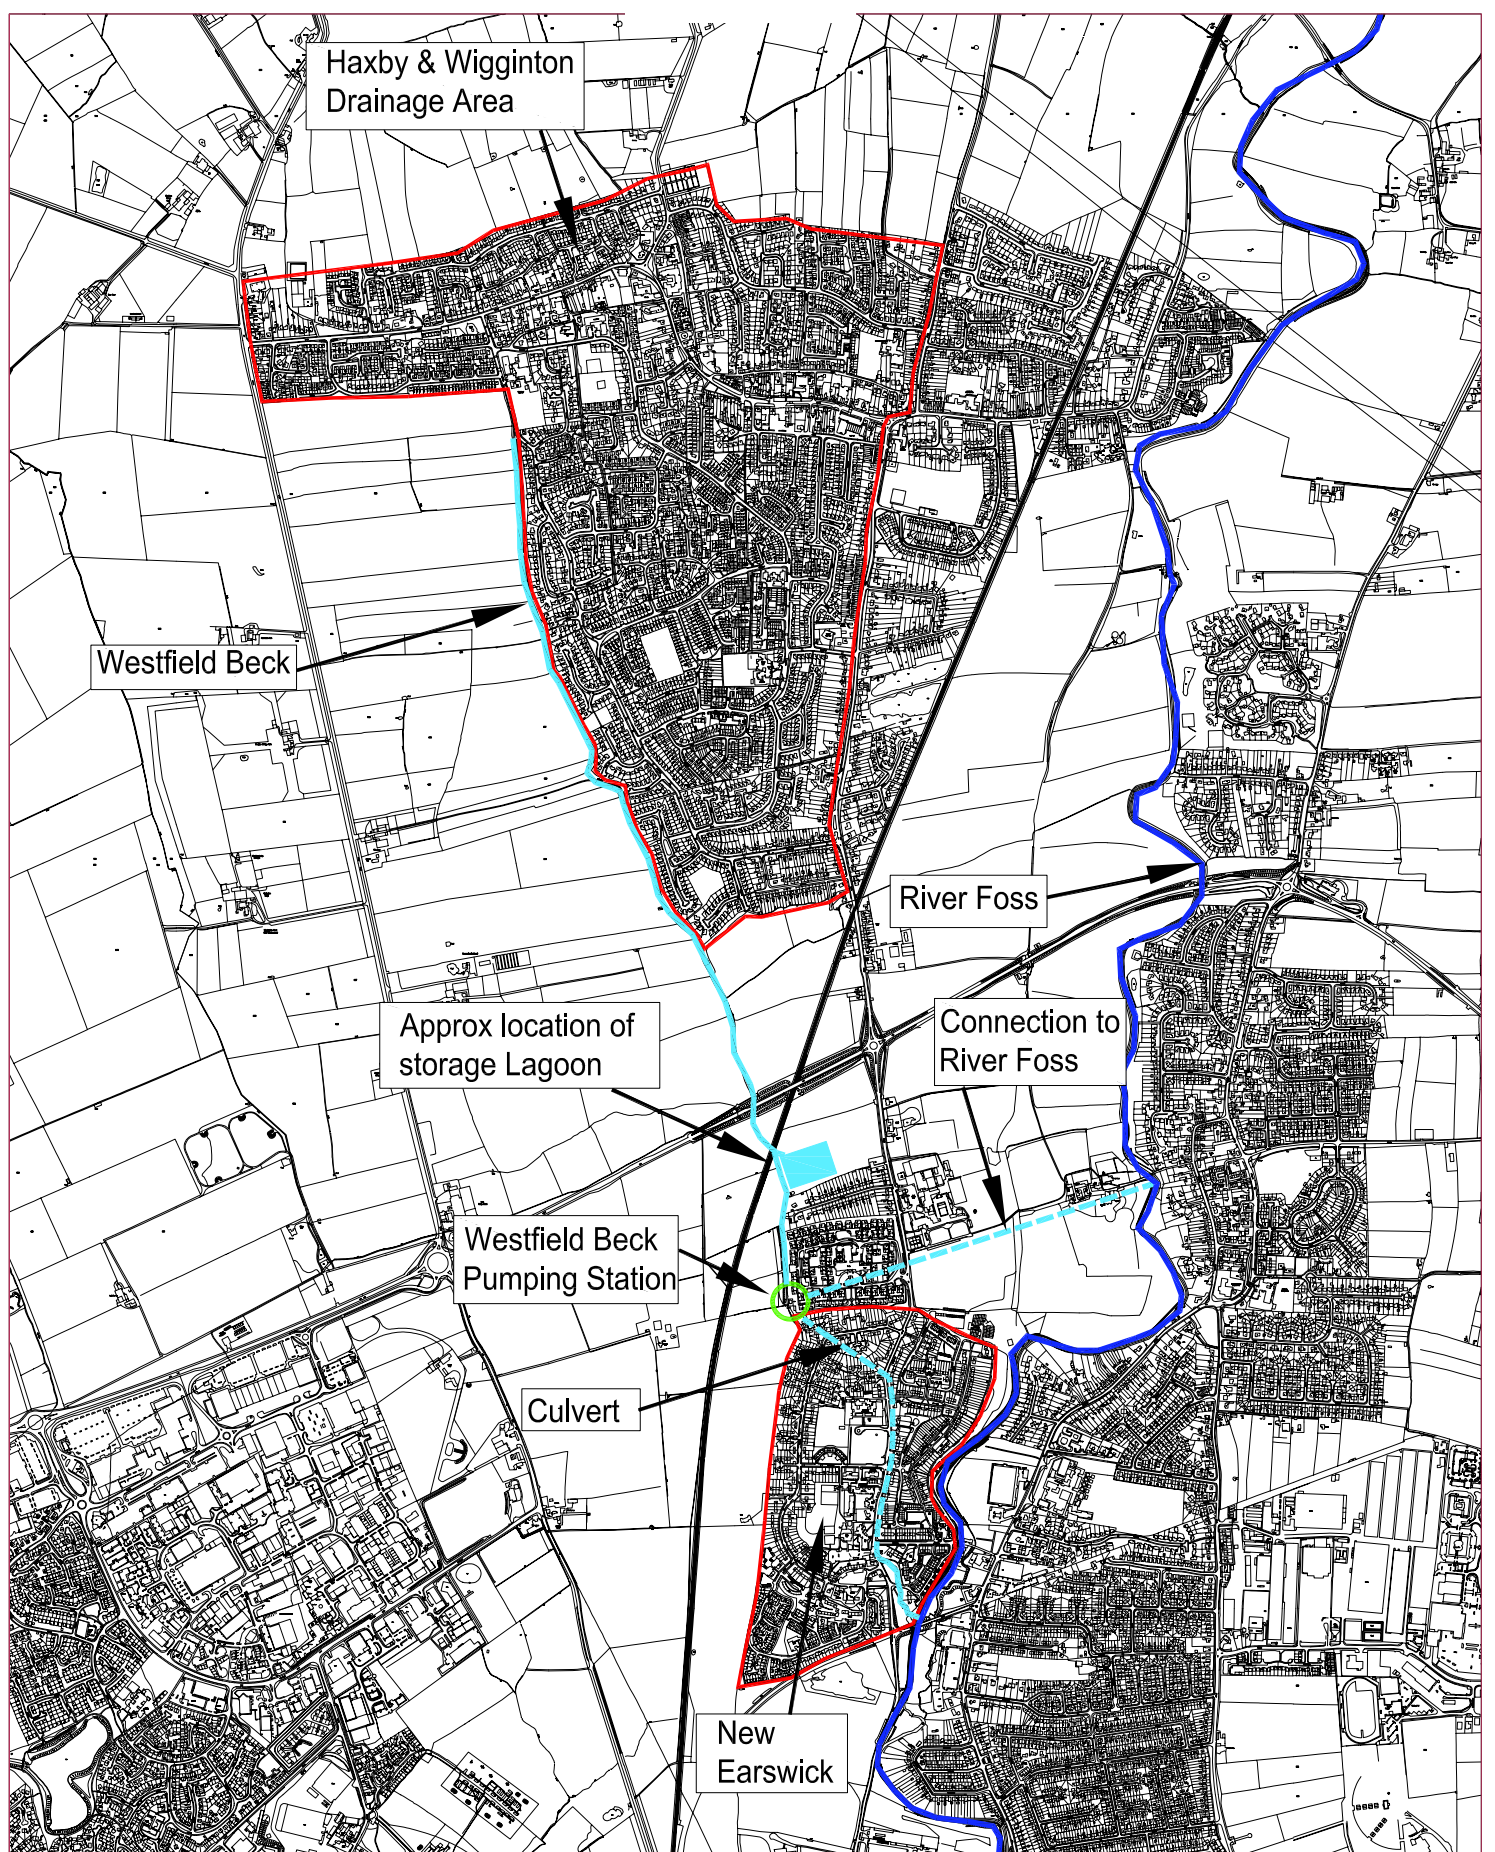 Haxby & Wigginton
Drainage Area
Westfield Beck
River Foss
Approx location of
storage Lagoon
Connection to
River Foss
Westfield Beck
Pumping Station
Culvert
New
Earswick